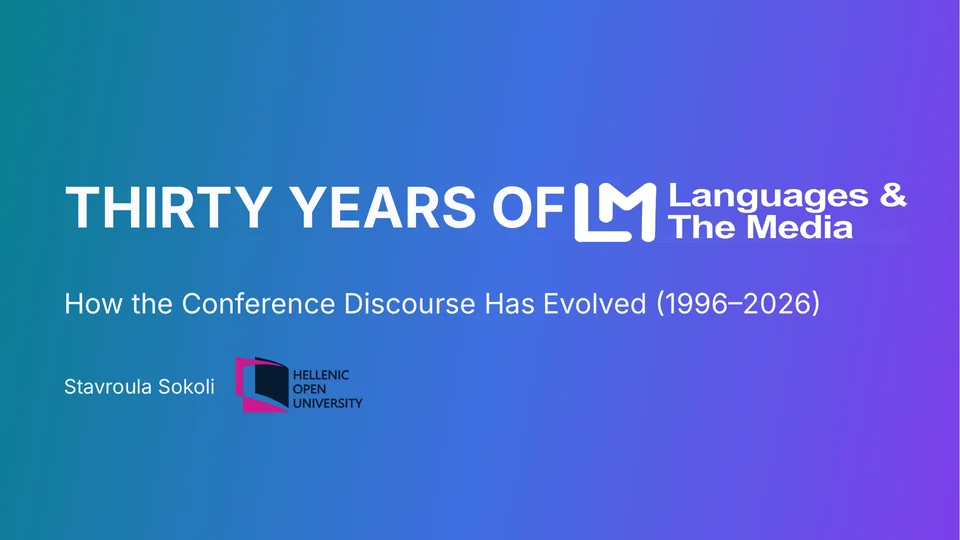 THIRTY YEARS OF LM Languages &
The Media
How the Conference Discourse Has Evolved (1996–2026)
Stavroula Sokoli
HELLENIC
OPEN
UNIVERSITY